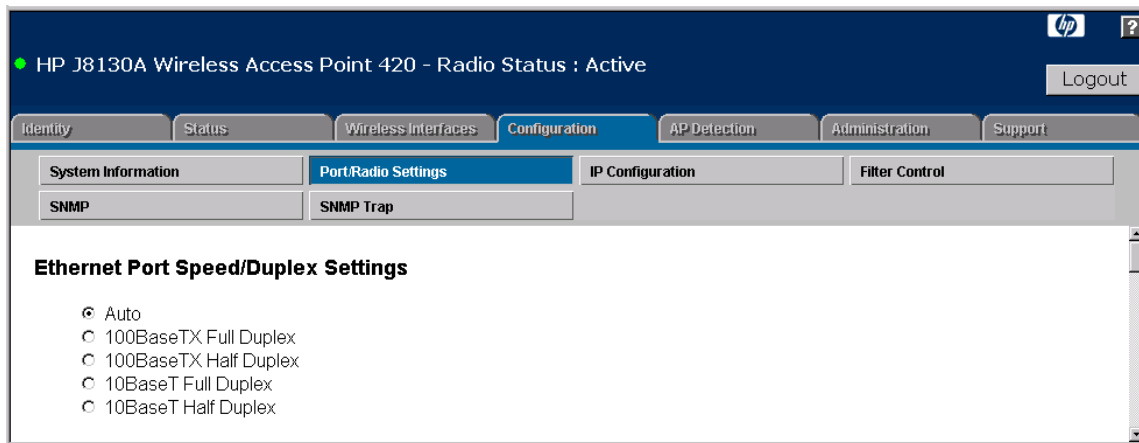 hp ?
HP J8130A Wireless Access Point 420 - Radio Status : Active
Logout
Identity Status Wireless Interfaces Configuration AP Detection Administration Support
System Information Port/Radio Settings IP Configuration Filter Control
SNMP SNMP Trap
Ethernet Port Speed/Duplex Settings
Auto
100BaseTX Full Duplex
100BaseTX Half Duplex
10BaseT Full Duplex
10BaseT Half Duplex